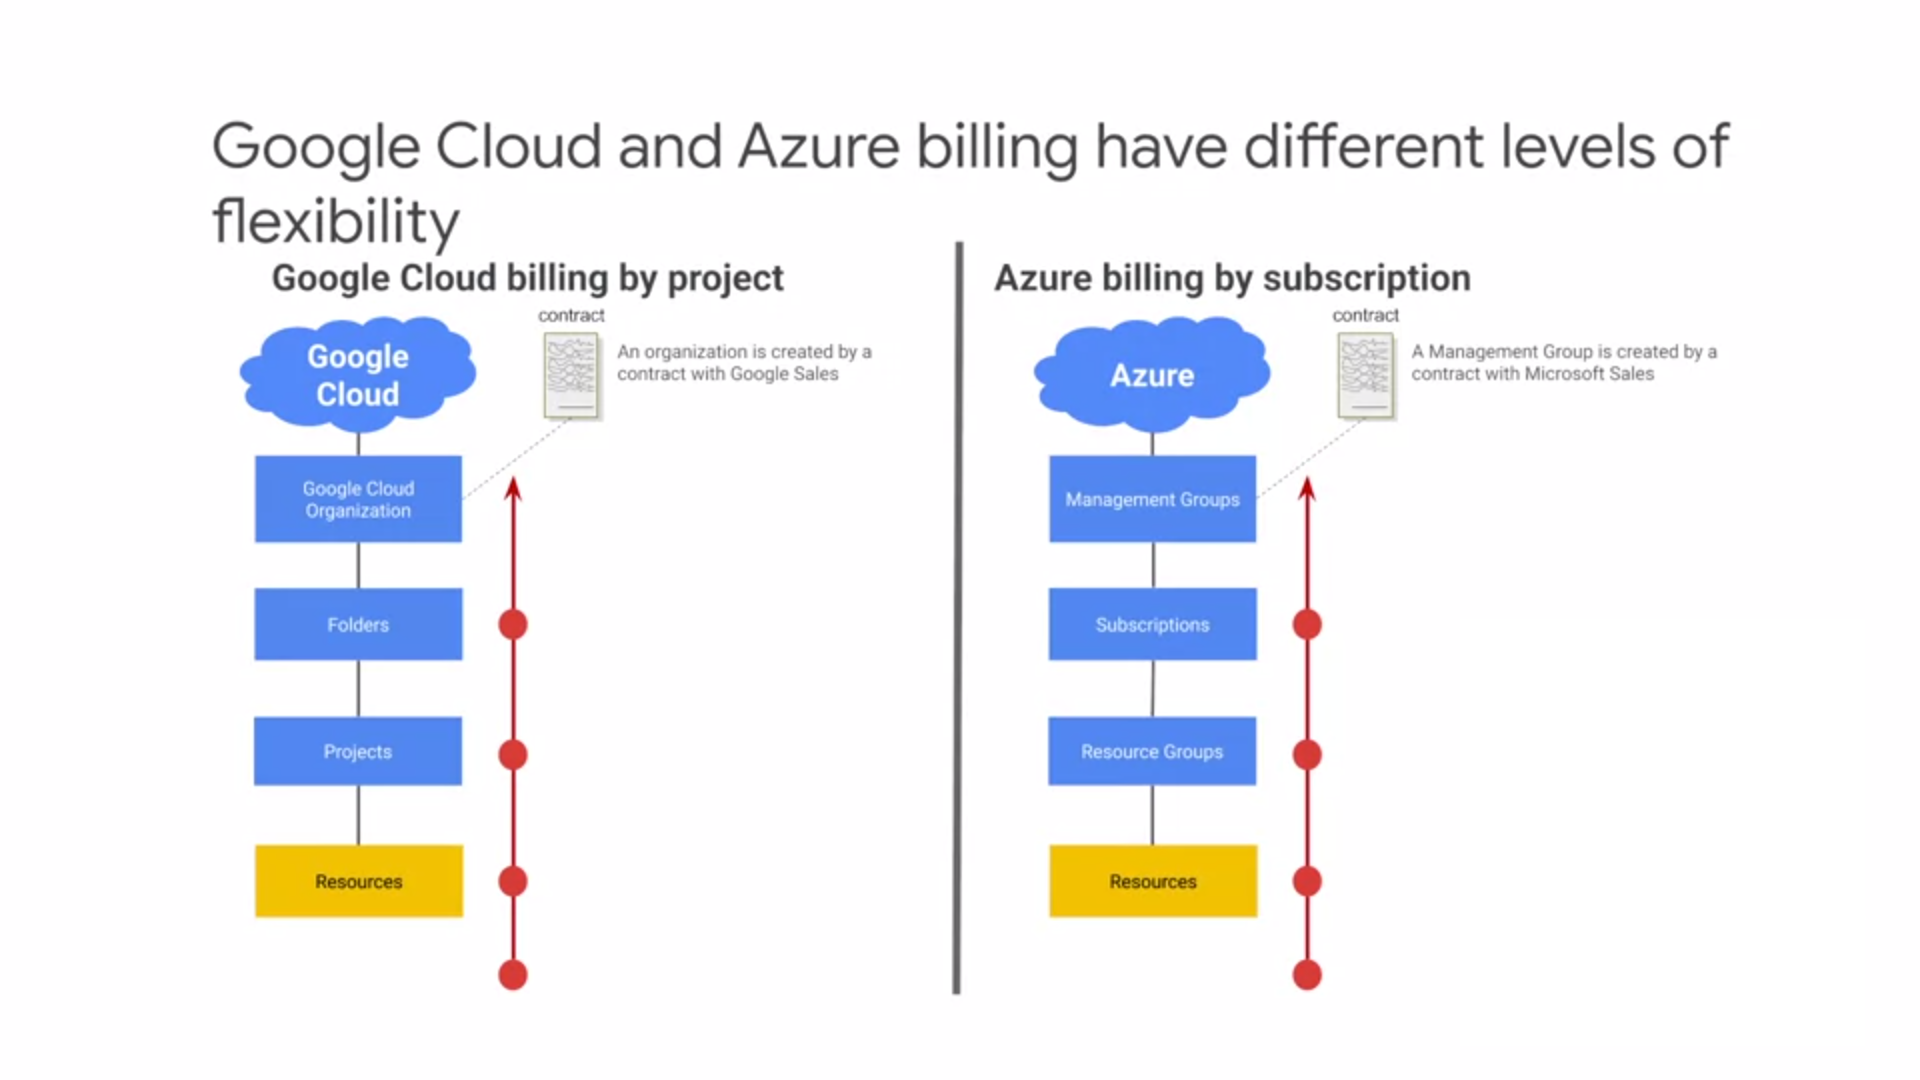 Google Cloud and Azure billing have different levels of
flexibility
Google Cloud billing by project
contract
An organization is created by a
contract with Google Sales
Google
Cloud
Google Cloud
Organization
Folders
Projects
Resources
Azure billing by subscription
contract
A Management Group is created by a
contract with Microsoft Sales
Azure
Management Groups
Subscriptions
Resource Groups
Resources